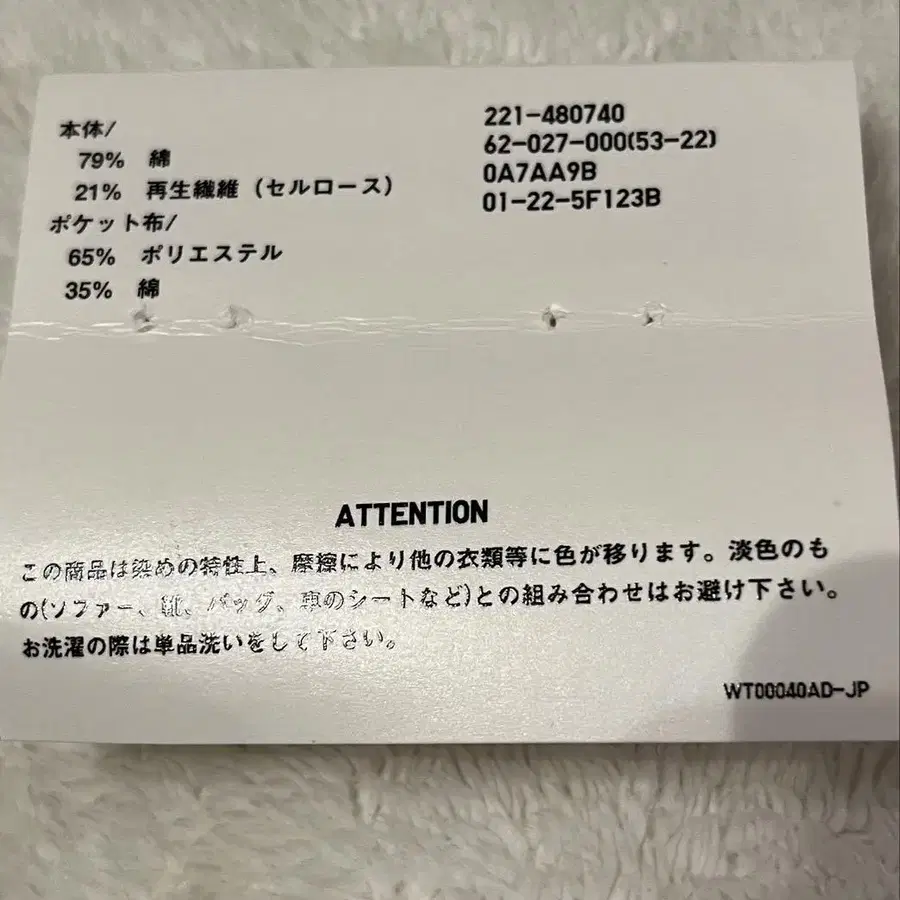 本体/
79% 綿
21% 再生繊維 (セルロース)
ポケット布/
65% ポリエステル
35% 綿
221-480740
62-027-000(53-22)
0A7AA9B
01-22-5F123B
ATTENTION
この商品は染めの特性上、摩擦により他の衣類等に色が移ります。淡色のも
の(ソファー、靴、バッグ、車のシートなど)との組み合わせはお避け下さい。
お洗濯の際は単品洗いをして下さい。
WT00040AD-JP